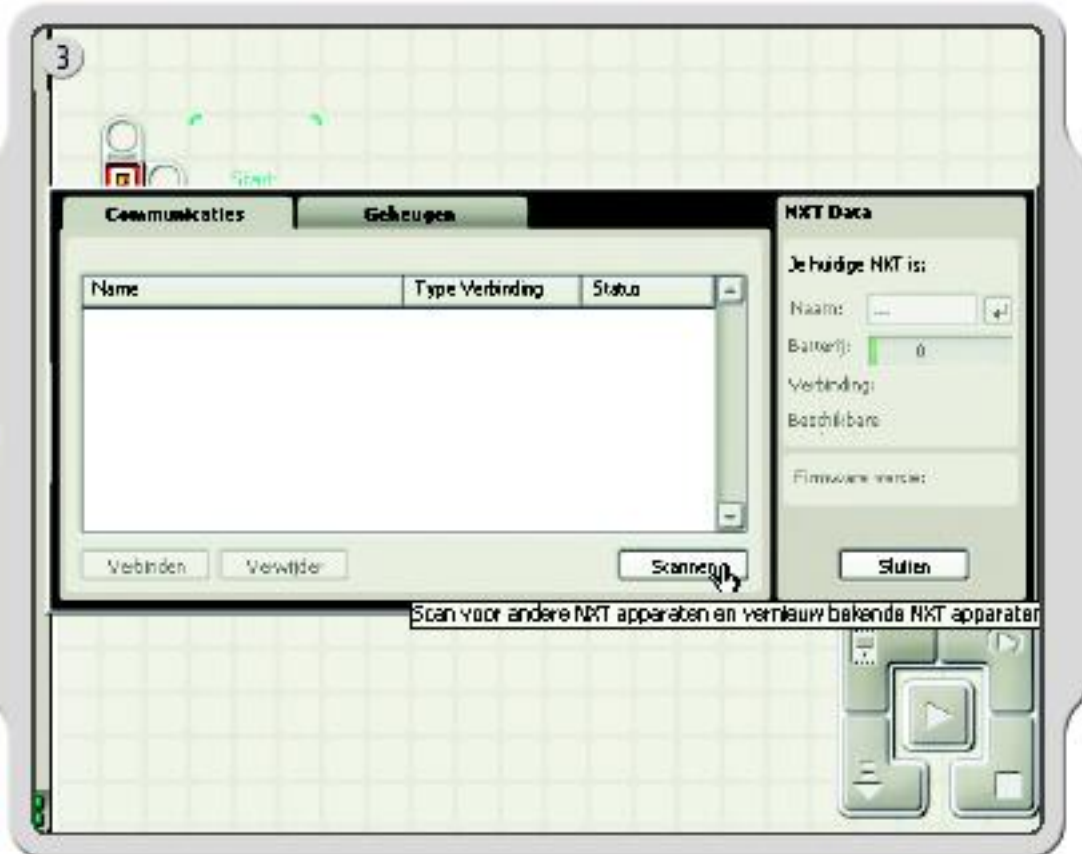 3
Start
Communicaties
Geheugen
NXT Data
Je huidige NXT is:
Name
Type Verbinding
Status
Naam:
---
Batterij:
0
Verbinding:
Beschikbare
Firmware versie:
Verbinden
Verwijder
Scannen
Sluiten
Scan voor andere NXT apparaten en vernieuw bekende NXT apparaten